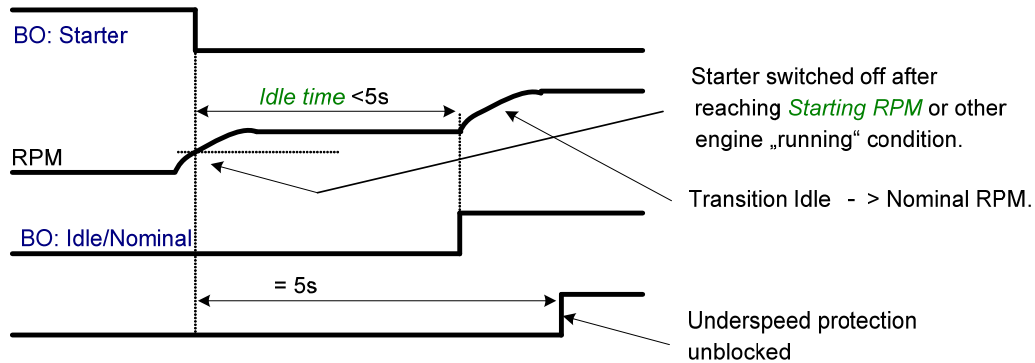 BO: Starter
Idle time <5s
Starter switched off after
reaching Starting RPM or other
engine „running“ condition.
RPM
Transition Idle - > Nominal RPM.
BO: Idle/Nominal
= 5s
Underspeed protection
unblocked